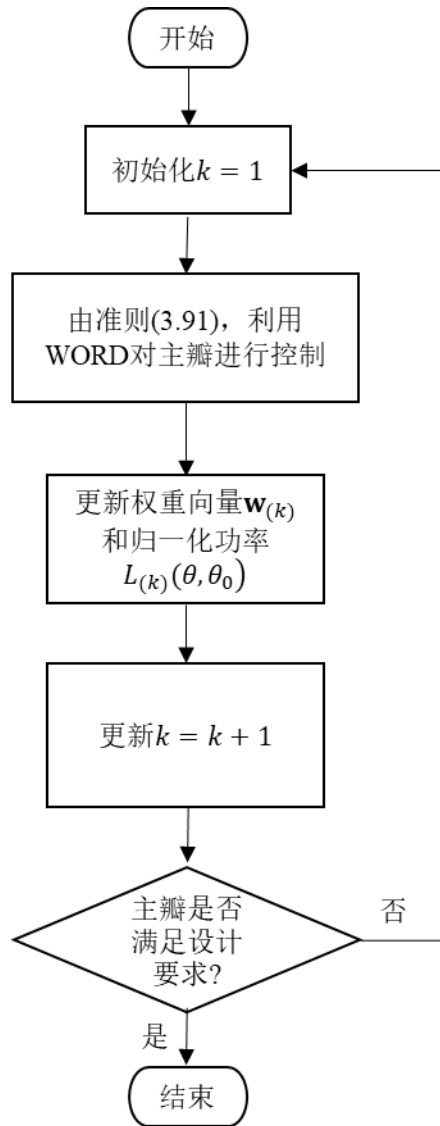 开始
初始化k = 1
由准则(3.91)，利用
WORD对主瓣进行控制
更新权重向量𝐰₍ₖ₎
和归一化功率
L₍ₖ₎(θ, θ₀)
更新k = k + 1
主瓣是否
满足设计
要求?
否
是
结束